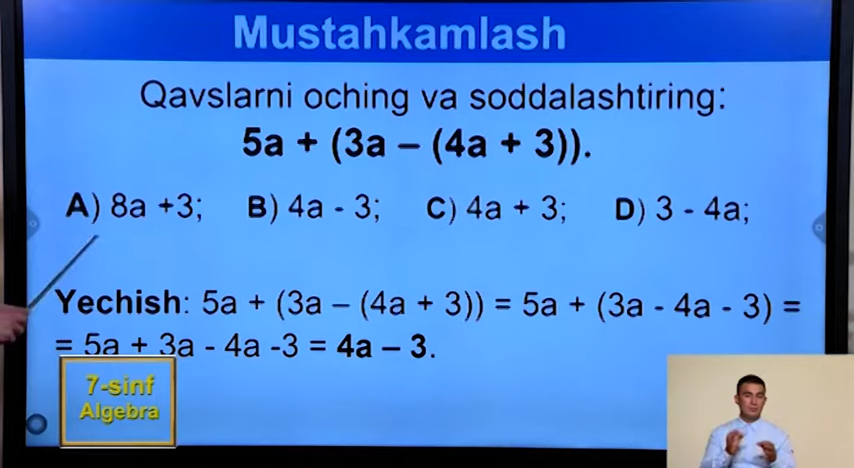 Mustahkamlash
Qavslarni oching va soddalashtiring:
5a + (3a – (4a + 3)).
A) 8a +3; B) 4a - 3; C) 4a + 3; D) 3 - 4a;
Yechish: 5a + (3a – (4a + 3)) = 5a + (3a - 4a - 3) =
= 5a + 3a - 4a -3 = 4a – 3.
7-sinf
Algebra